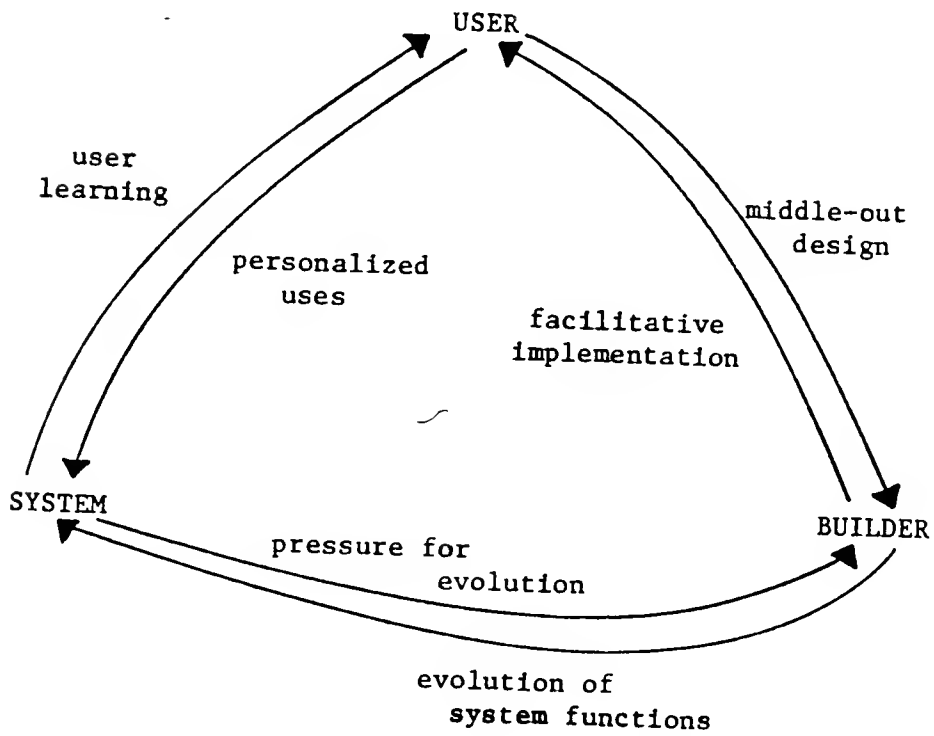 USER
user
learning
personalized
uses
middle-out
design
facilitative
implementation
SYSTEM
BUILDER
pressure for
evolution
evolution of
system functions